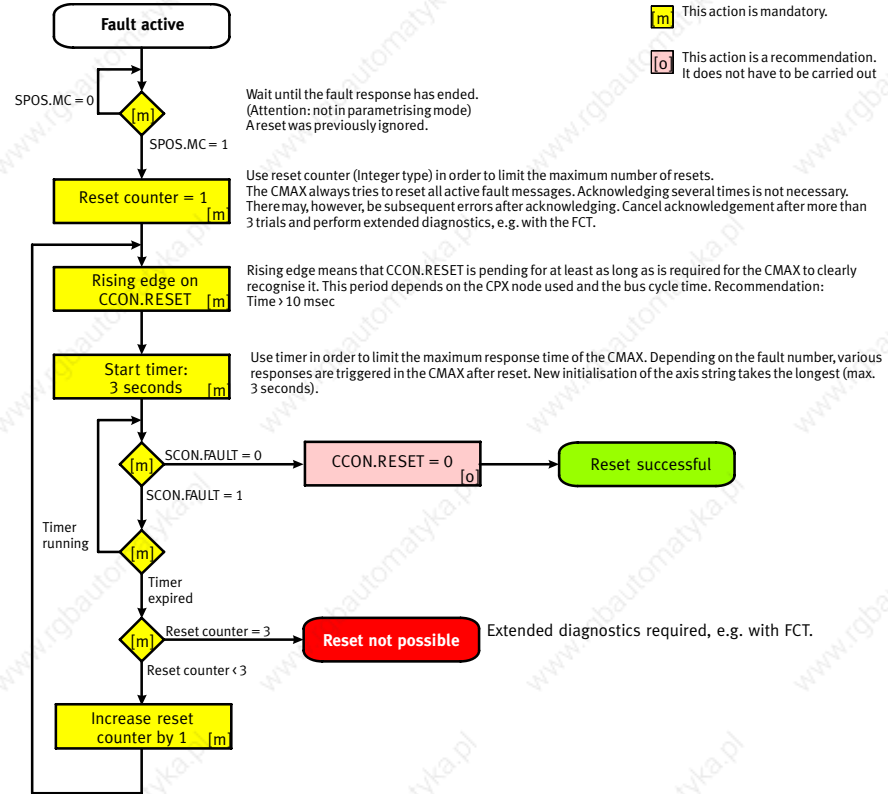 Fault active
[m] This action is mandatory.
[o] This action is a recommendation.
It does not have to be carried out
SPOS.MC = 0
[m]
SPOS.MC = 1
Wait until the fault response has ended.
(Attention: not in parametrising mode)
A reset was previously ignored.
Reset counter = 1
[m]
Use reset counter (Integer type) in order to limit the maximum number of resets.
The CMAX always tries to reset all active fault messages. Acknowledging several times is not necessary.
There may, however, be subsequent errors after acknowledging. Cancel acknowledgement after more than
3 trials and perform extended diagnostics, e.g. with the FCT.
Rising edge on
CCON.RESET
[m]
Rising edge means that CCON.RESET is pending for at least as long as is required for the CMAX to clearly
recognise it. This period depends on the CPX node used and the bus cycle time. Recommendation:
Time > 10 msec
Start timer:
3 seconds
[m]
Use timer in order to limit the maximum response time of the CMAX. Depending on the fault number, various
responses are triggered in the CMAX after reset. New initialisation of the axis string takes the longest (max.
3 seconds).
[m]
SCON.FAULT = 0
CCON.RESET = 0
[o]
Reset successful
SCON.FAULT = 1
Timer
running
[m]
Timer
expired
[m]
Reset counter = 3
Reset not possible
Extended diagnostics required, e.g. with FCT.
Reset counter < 3
Increase reset
counter by 1
[m]
www.rgbautomatyka.pl